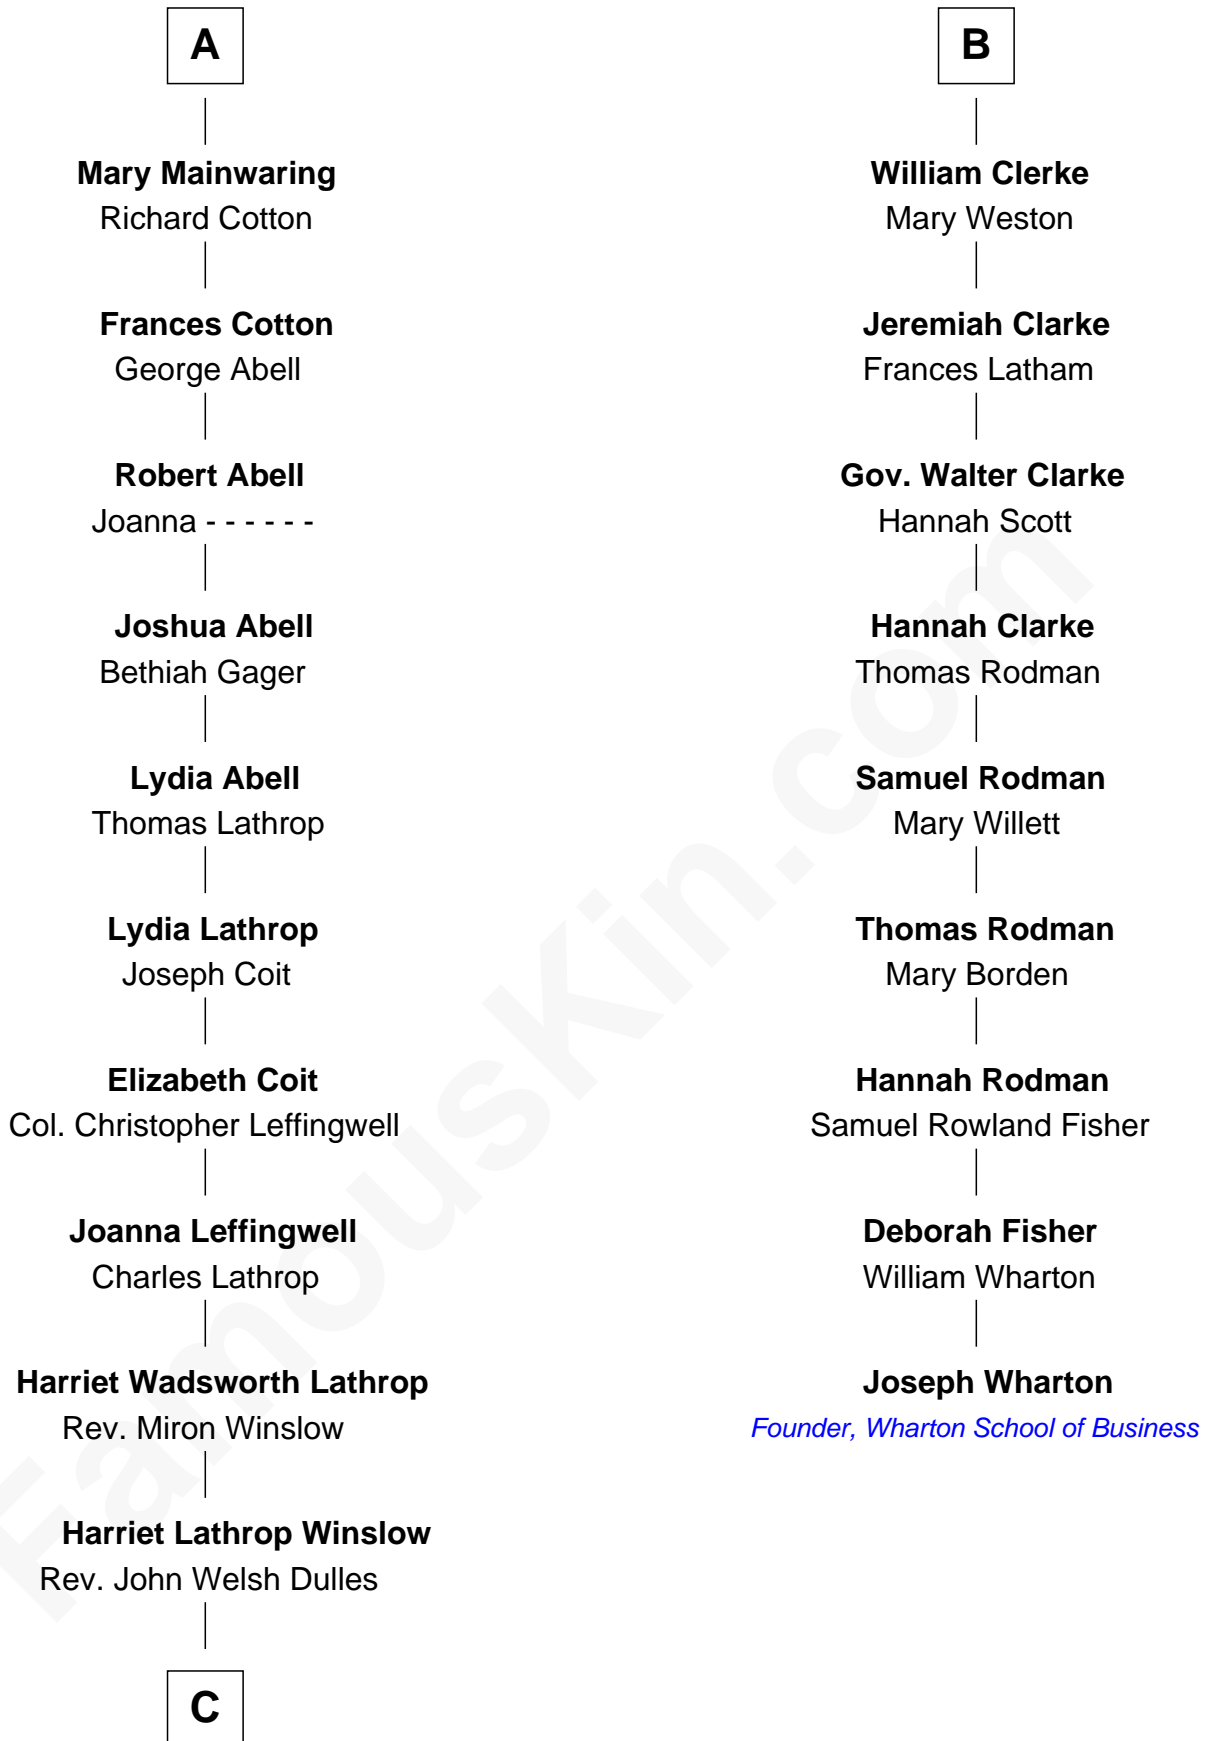 A
Mary Mainwaring
Richard Cotton
Frances Cotton
George Abell
Robert Abell
Joanna - - - - - -
Joshua Abell
Bethiah Gager
Lydia Abell
Thomas Lathrop
Lydia Lathrop
Joseph Coit
Elizabeth Coit
Col. Christopher Leffingwell
Joanna Leffingwell
Charles Lathrop
Harriet Wadsworth Lathrop
Rev. Miron Winslow
Harriet Lathrop Winslow
Rev. John Welsh Dulles
C
B
William Clerke
Mary Weston
Jeremiah Clarke
Frances Latham
Gov. Walter Clarke
Hannah Scott
Hannah Clarke
Thomas Rodman
Samuel Rodman
Mary Willett
Thomas Rodman
Mary Borden
Hannah Rodman
Samuel Rowland Fisher
Deborah Fisher
William Wharton
Joseph Wharton
Founder, Wharton School of Business
FamousKin.com